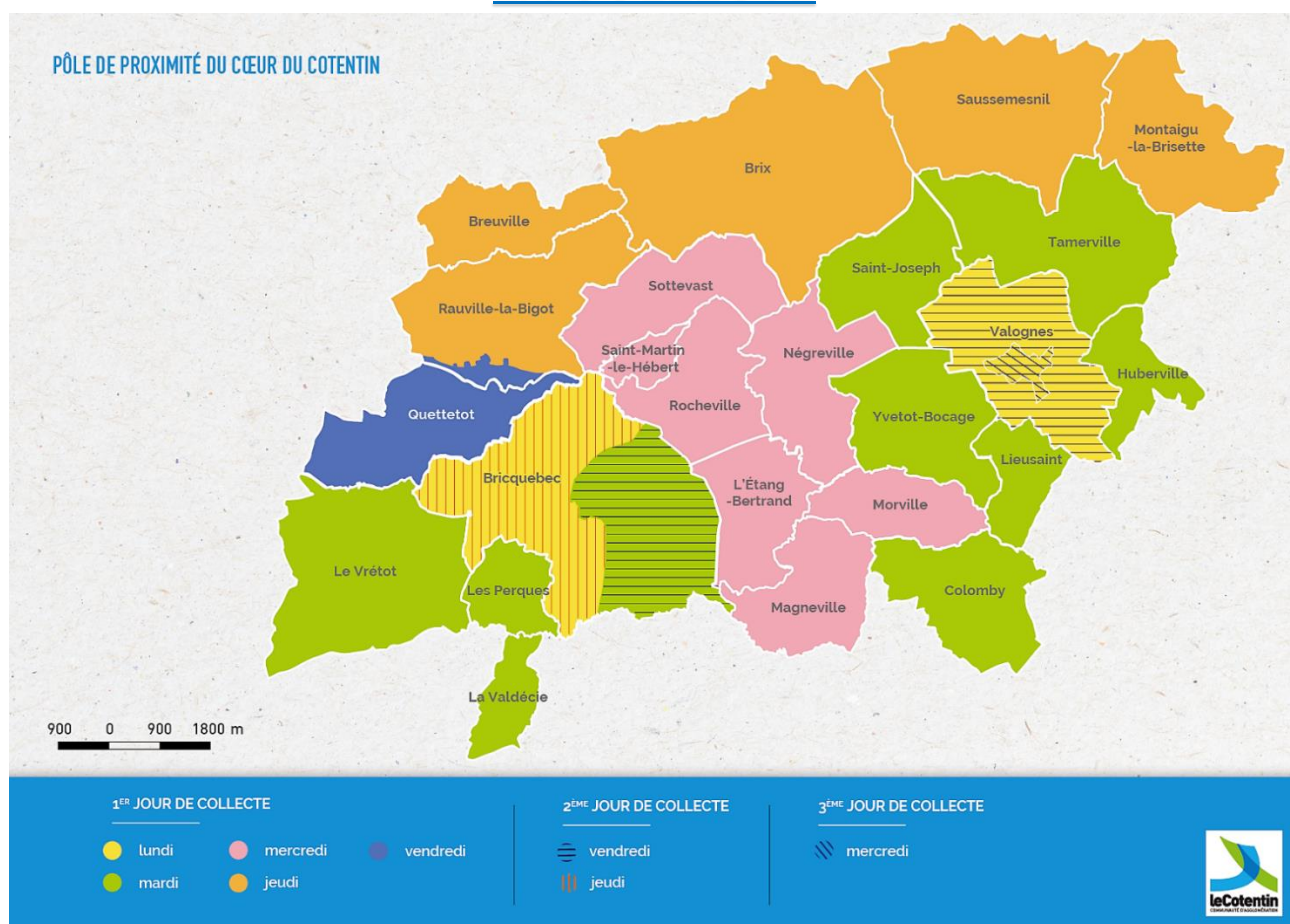 PÔLE DE PROXIMITÉ DU CŒUR DU COTENTIN
Saussemesnil
Montaigu
-la-Brisette
Brix
Breuville
Tamerville
Saint-Joseph
Sottevast
Rauville-la-Bigot
Valognes
Saint-Martin
-le-Hébert
Négreville
Huberville
Rocheville
Quettetot
Yvetot-Bocage
Lieusaint
Bricquebec
L'Étang
-Bertrand
Morville
Le Vrétot
Les Perques
Colomby
Magneville
La Valdécie
900 0 900 1800 m
1ER JOUR DE COLLECTE
lundi
mercredi
vendredi
mardi
jeudi
2ÈME JOUR DE COLLECTE
vendredi
jeudi
3ÈME JOUR DE COLLECTE
mercredi
leCotentin
COMMUNAUTÉ D'AGGLOMÉRATION